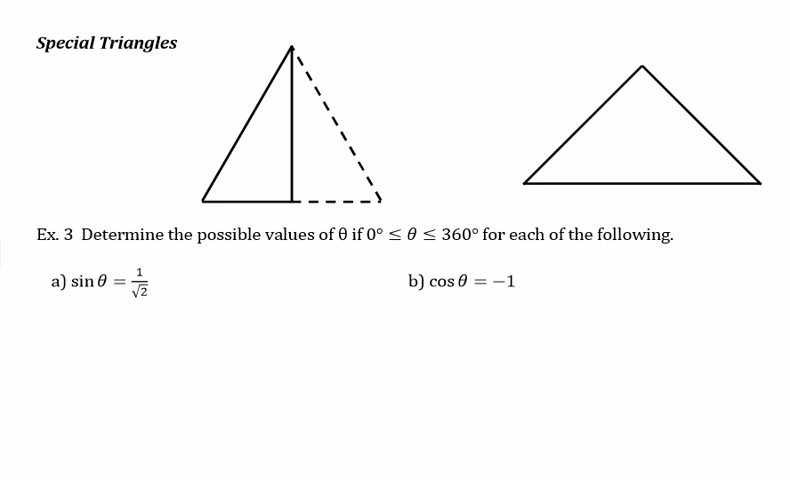 Special Triangles
Ex. 3 Determine the possible values of θ if 0° ≤ θ ≤ 360° for each of the following.
a) sin θ = 1/√2
b) cos θ = −1